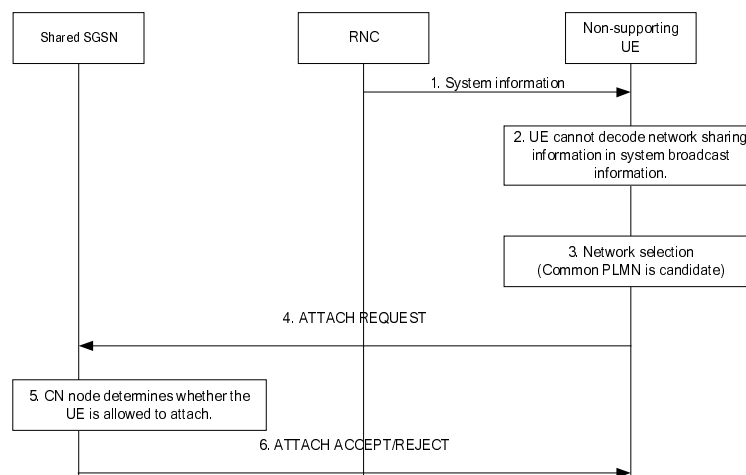 Shared SGSN
RNC
Non-supporting
UE
1. System information
2. UE cannot decode network sharing
information in system broadcast
information.
3. Network selection
(Common PLMN is candidate)
4. ATTACH REQUEST
5. CN node determines whether the
UE is allowed to attach.
6. ATTACH ACCEPT/REJECT